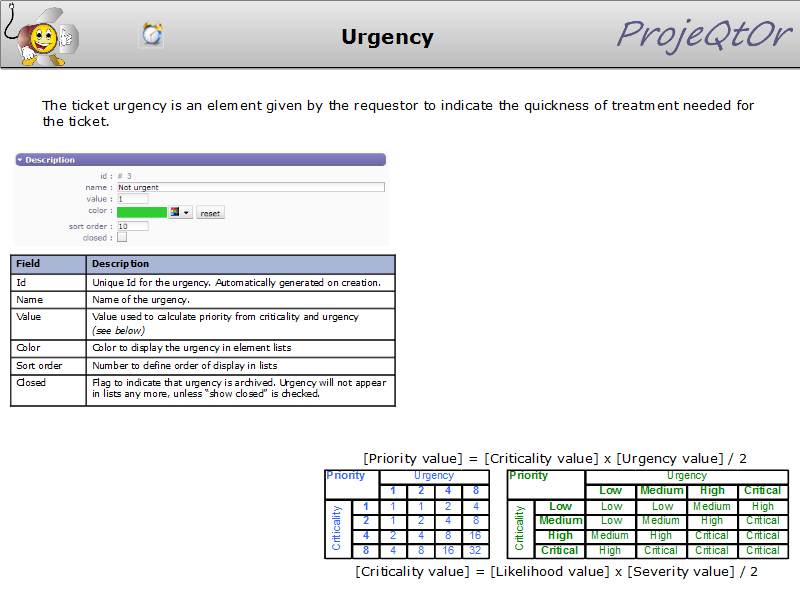 Urgency
ProjeQtOr
The ticket urgency is an element given by the requestor to indicate the quickness of treatment needed for
the ticket.
Description
id : # 3
name : Not urgent
value : 1
color : reset
sort order : 10
closed :
Field Description
Id Unique Id for the urgency. Automatically generated on creation.
Name Name of the urgency.
Value Value used to calculate priority from criticality and urgency
(see below)
Color Color to display the urgency in element lists
Sort order Number to define order of display in lists
Closed Flag to indicate that urgency is archived. Urgency will not appear
in lists any more, unless “show closed” is checked.
[Priority value] = [Criticality value] x [Urgency value] / 2
Priority Urgency
1 2 4 8
Criticality
1 1 1 2 4
2 1 2 4 8
4 2 4 8 16
8 4 8 16 32
Priority Urgency
Low Medium High Critical
Criticality
Low Low Low Medium High
Medium Low Medium High Critical
High Medium High Critical Critical
Critical High Critical Critical Critical
[Criticality value] = [Likelihood value] x [Severity value] / 2